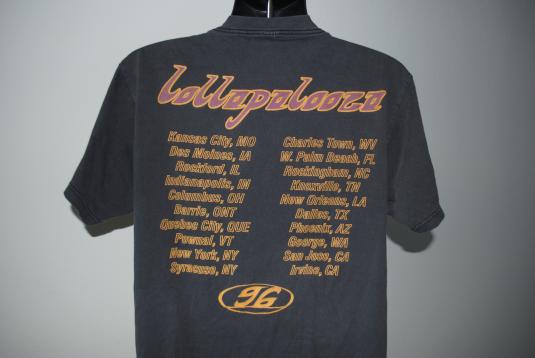 Lollapalooza
Kansas City, MO
Des Moines, IA
Rockford, IL
Indianapolis, IN
Columbus, OH
Barrie, ONT
Quebec City, QUE
Pownal, VT
New York, NY
Syracuse, NY
Charles Town, WV
W. Palm Beach, FL
Rockingham, NC
Knoxville, TN
New Orleans, LA
Dallas, TX
Phoenix, AZ
George, WA
San Jose, CA
Irvine, CA
96